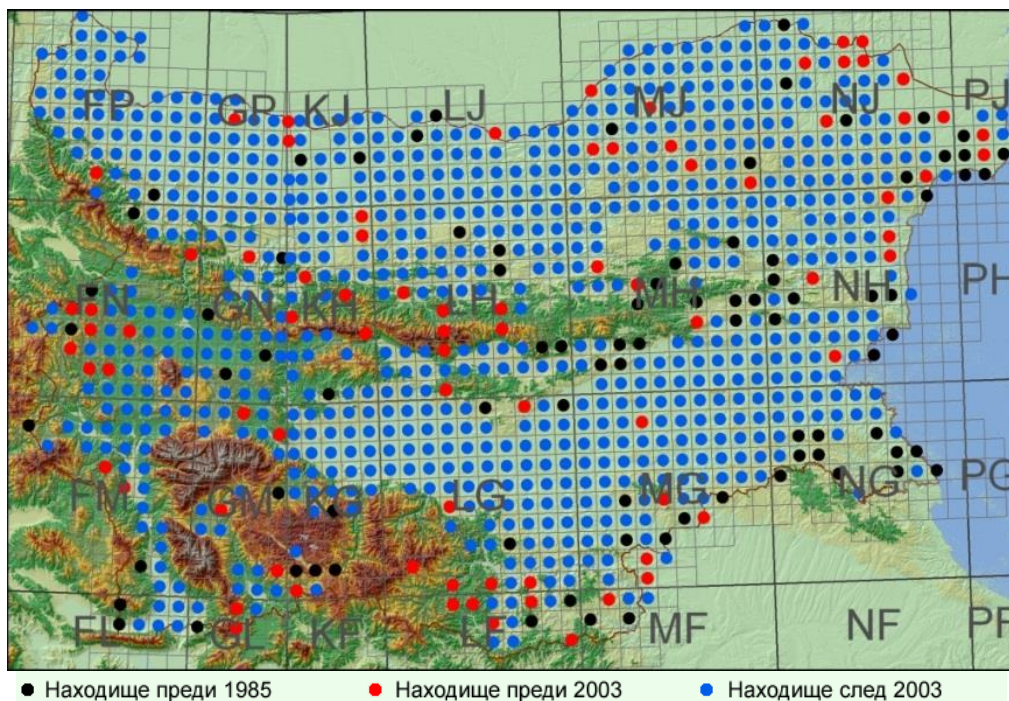 FP GP KJ LJ MJ NJ PJ
FN GN KH LH MH NH PH
FM GM KG LG MG NG PG
FL GL KF LF MF NF PF
Находище преди 1985 Находище преди 2003 Находище след 2003